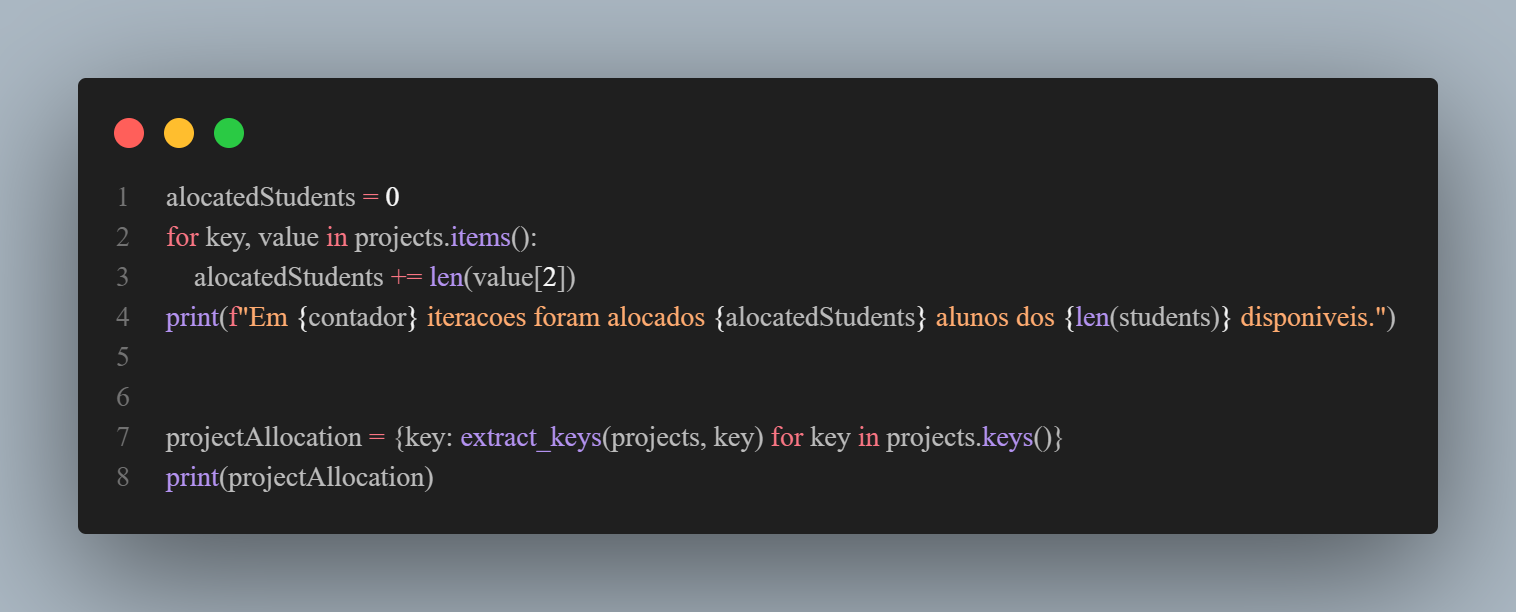 1 alocatedStudents = 0
2 for key, value in projects.items():
3     alocatedStudents += len(value[2])
4 print(f"Em {contador} iteracoes foram alocados {alocatedStudents} alunos dos {len(students)} disponiveis.")
5
6
7 projectAllocation = {key: extract_keys(projects, key) for key in projects.keys()}
8 print(projectAllocation)